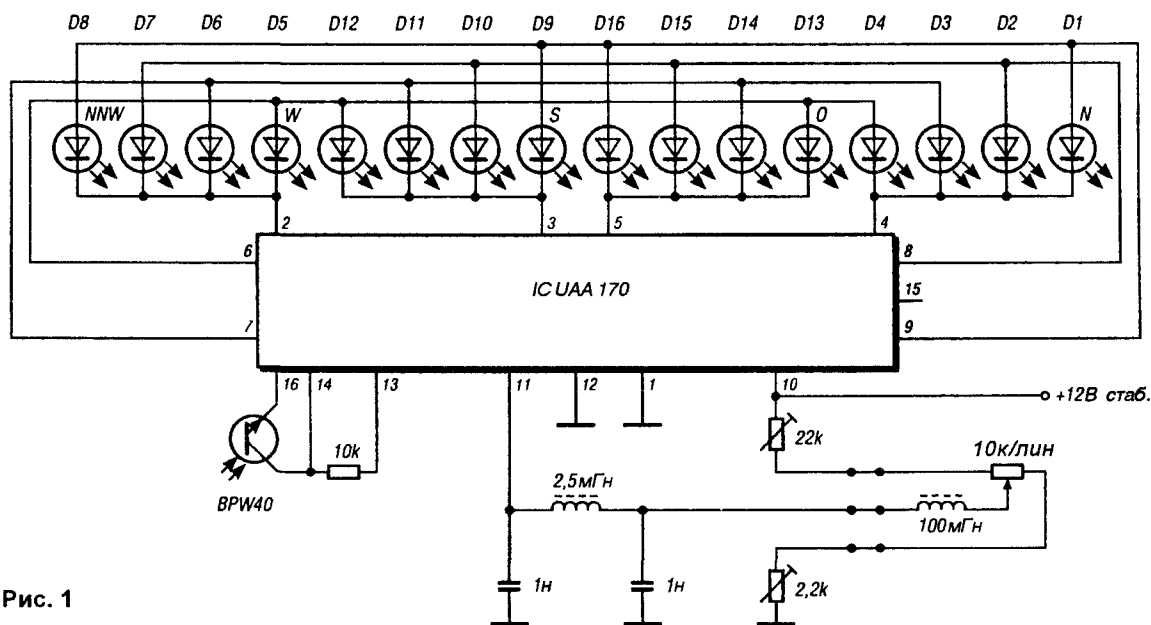 D8 D7 D6 D5 D12 D11 D10 D9 D16 D15 D14 D13 D4 D3 D2 D1
NNW W S O N
2 3 5 4
6 8
IC UAA 170
15
7 9
16 14 13 11 12 1 10
+12В стаб.
10k 22k 10к/лин
2,5мГн
BPW40
100мГн
1н 1н 2,2k
Рис. 1